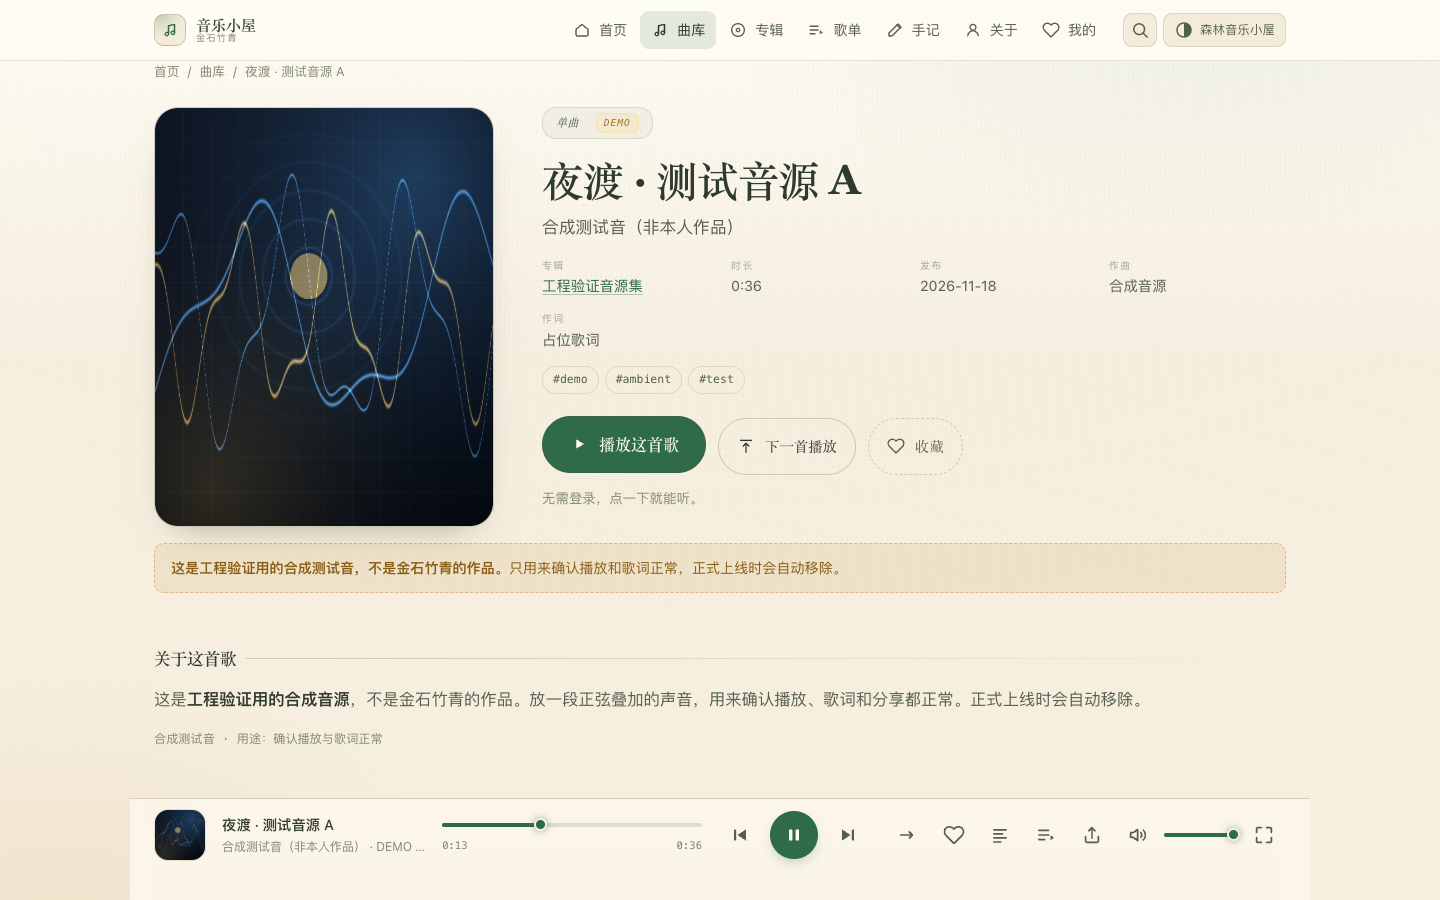 音乐小屋
金石竹青
首页
曲库
专辑
歌单
手记
关于
我的
森林音乐小屋
首页 / 曲库 / 夜渡 · 测试音源 A
单曲 DEMO
夜渡 · 测试音源 A
合成测试音（非本人作品）
专辑 时长 发布 作曲
工程验证音源集 0:36 2026-11-18 合成音源
作词
占位歌词
#demo #ambient #test
播放这首歌 下一首播放 收藏
无需登录，点一下就能听。
这是工程验证用的合成测试音，不是金石竹青的作品。只用来确认播放和歌词正常，正式上线时会自动移除。
关于这首歌
这是工程验证用的合成音源，不是金石竹青的作品。放一段正弦叠加的声音，用来确认播放、歌词和分享都正常。正式上线时会自动移除。
合成测试音 · 用途：确认播放与歌词正常
夜渡 · 测试音源 A
合成测试音（非本人作品） · DEMO ...
0:13 0:36